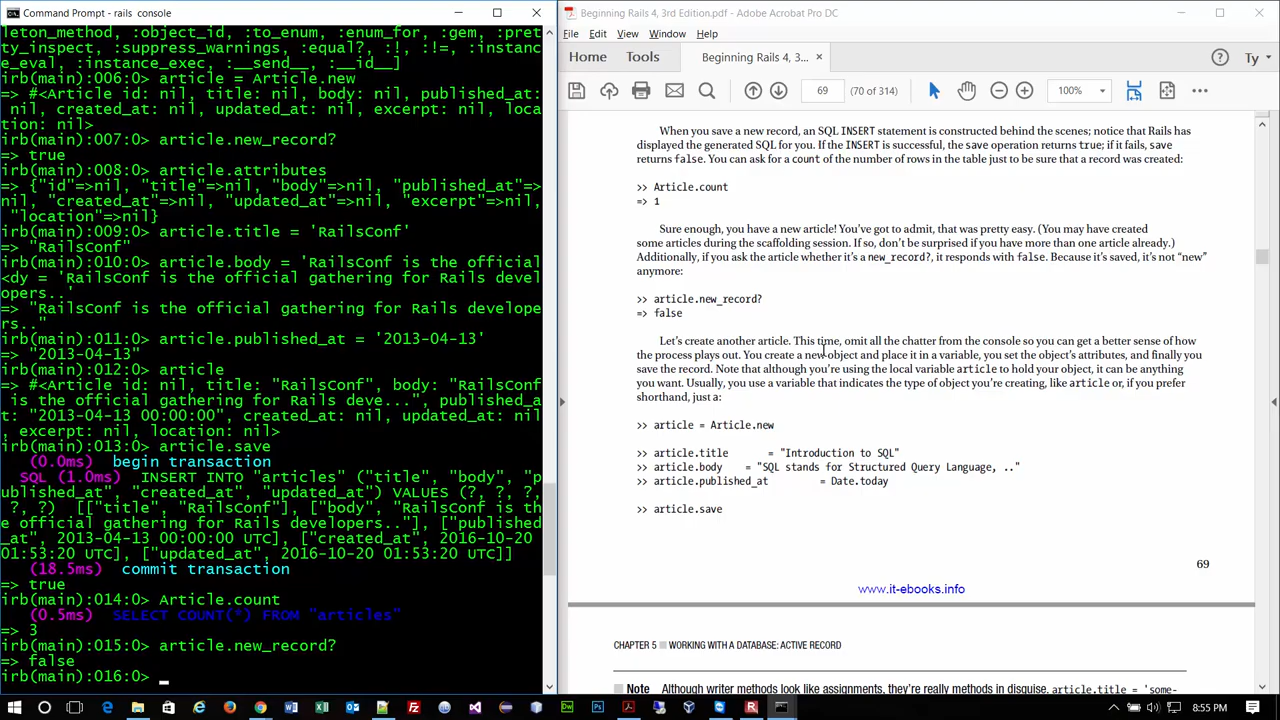 Command Prompt - rails console
leton_method, :object_id, :to_enum, :enum_for, :gem, :pret
ty_inspect, :suppress_warnings, :equal?, :!, :!=, :instanc
e_eval, :instance_exec, :__send__, :__id__]
irb(main):006:0> article = Article.new
=> #<Article id: nil, title: nil, body: nil, published_at:
nil, created_at: nil, updated_at: nil, excerpt: nil, loca
tion: nil>
irb(main):007:0> article.new_record?
=> true
irb(main):008:0> article.attributes
=> {"id"=>nil, "title"=>nil, "body"=>nil, "published_at"=>
nil, "created_at"=>nil, "updated_at"=>nil, "excerpt"=>nil,
"location"=>nil}
irb(main):009:0> article.title = 'RailsConf'
=> "RailsConf"
irb(main):010:0> article.body = 'RailsConf is the official
<dy = 'RailsConf is the official gathering for Rails devel
opers..'
=> "RailsConf is the official gathering for Rails develope
rs.."
irb(main):011:0> article.published_at = '2013-04-13'
=> "2013-04-13"
irb(main):012:0> article
=> #<Article id: nil, title: "RailsConf", body: "RailsConf
is the official gathering for Rails deve...", published_a
t: "2013-04-13 00:00:00", created_at: nil, updated_at: nil
, excerpt: nil, location: nil>
irb(main):013:0> article.save
(0.0ms) begin transaction
SQL (1.0ms) INSERT INTO "articles" ("title", "body", "p
ublished_at", "created_at", "updated_at") VALUES (?, ?, ?,
?, ?) [["title", "RailsConf"], ["body", "RailsConf is th
e official gathering for Rails developers.."], ["published
_at", 2013-04-13 00:00:00 UTC], ["created_at", 2016-10-20
01:53:20 UTC], ["updated_at", 2016-10-20 01:53:20 UTC]]
(18.5ms) commit transaction
=> true
irb(main):014:0> Article.count
(0.5ms) SELECT COUNT(*) FROM "articles"
=> 3
irb(main):015:0> article.new_record?
=> false
irb(main):016:0> _
Beginning Rails 4, 3rd Edition.pdf - Adobe Acrobat Pro DC
File Edit View Window Help
Home Tools Beginning Rails 4, 3... × Ty
69 (70 of 314) 100%
When you save a new record, an SQL INSERT statement is constructed behind the scenes; notice that Rails has
displayed the generated SQL for you. If the INSERT is successful, the save operation returns true; if it fails, save
returns false. You can ask for a count of the number of rows in the table just to be sure that a record was created:
>> Article.count
=> 1
Sure enough, you have a new article! You've got to admit, that was pretty easy. (You may have created
some articles during the scaffolding session. If so, don't be surprised if you have more than one article already.)
Additionally, if you ask the article whether it's a new_record?, it responds with false. Because it's saved, it's not "new"
anymore:
>> article.new_record?
=> false
Let's create another article. This time, omit all the chatter from the console so you can get a better sense of how
the process plays out. You create a new object and place it in a variable, you set the object's attributes, and finally you
save the record. Note that although you're using the local variable article to hold your object, it can be anything
you want. Usually, you use a variable that indicates the type of object you're creating, like article or, if you prefer
shorthand, just a:
>> article = Article.new
>> article.title = "Introduction to SQL"
>> article.body = "SQL stands for Structured Query Language, .."
>> article.published_at = Date.today
>> article.save
69
www.it-ebooks.info
CHAPTER 5 ■ WORKING WITH A DATABASE: ACTIVE RECORD
■ Note Although writer methods look like assignments, they're really methods in disguise. article.title = 'some-
8:55 PM